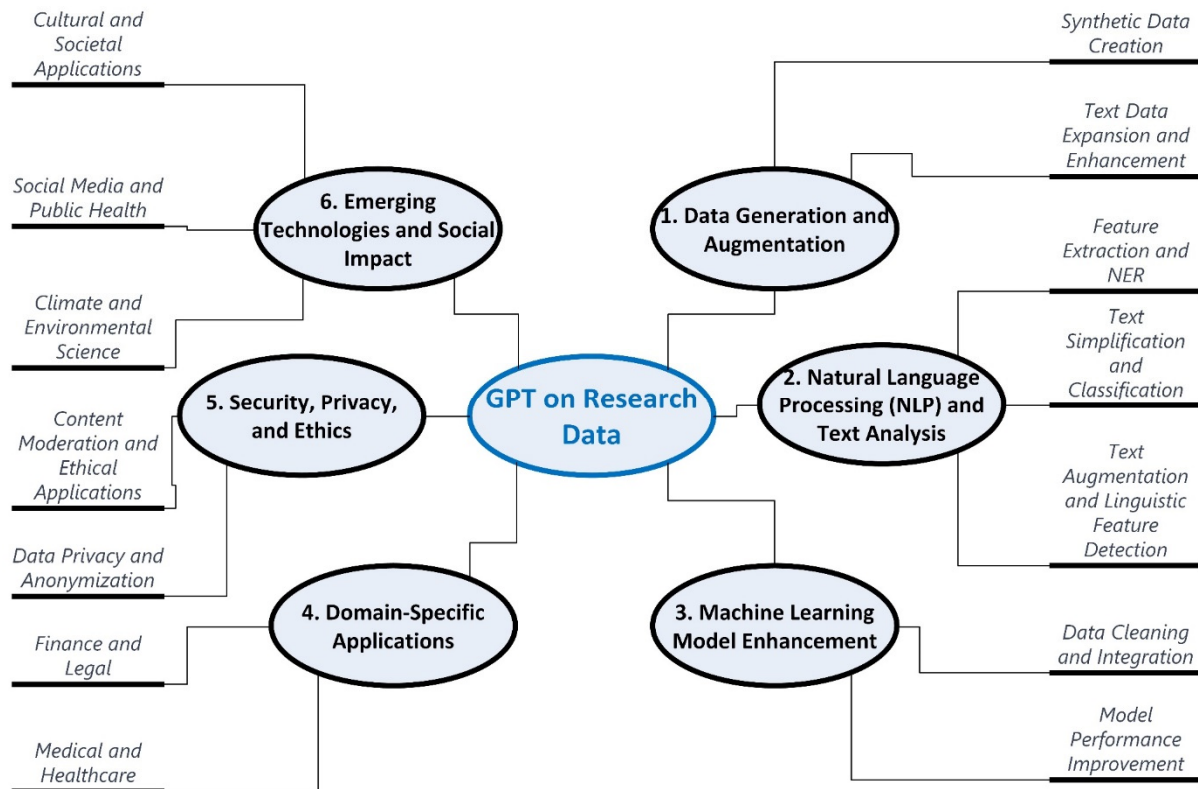 Cultural and
Societal
Applications
Social Media and
Public Health
Climate and
Environmental
Science
Content
Moderation and
Ethical
Applications
Data Privacy and
Anonymization
Finance and
Legal
Medical and
Healthcare
6. Emerging
Technologies and Social
Impact
5. Security, Privacy,
and Ethics
4. Domain-Specific
Applications
GPT on Research
Data
1. Data Generation and
Augmentation
2. Natural Language
Processing (NLP) and
Text Analysis
3. Machine Learning
Model Enhancement
Synthetic Data
Creation
Text Data
Expansion and
Enhancement
Feature
Extraction and
NER
Text
Simplification
and
Classification
Text
Augmentation
and Linguistic
Feature
Detection
Data Cleaning
and Integration
Model
Performance
Improvement